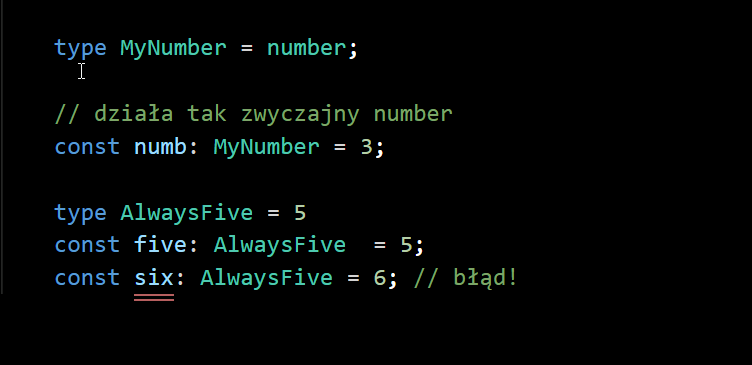 type MyNumber = number;
// działa tak zwyczajny number
const numb: MyNumber = 3;
type AlwaysFive = 5
const five: AlwaysFive  = 5;
const six: AlwaysFive = 6; // błąd!